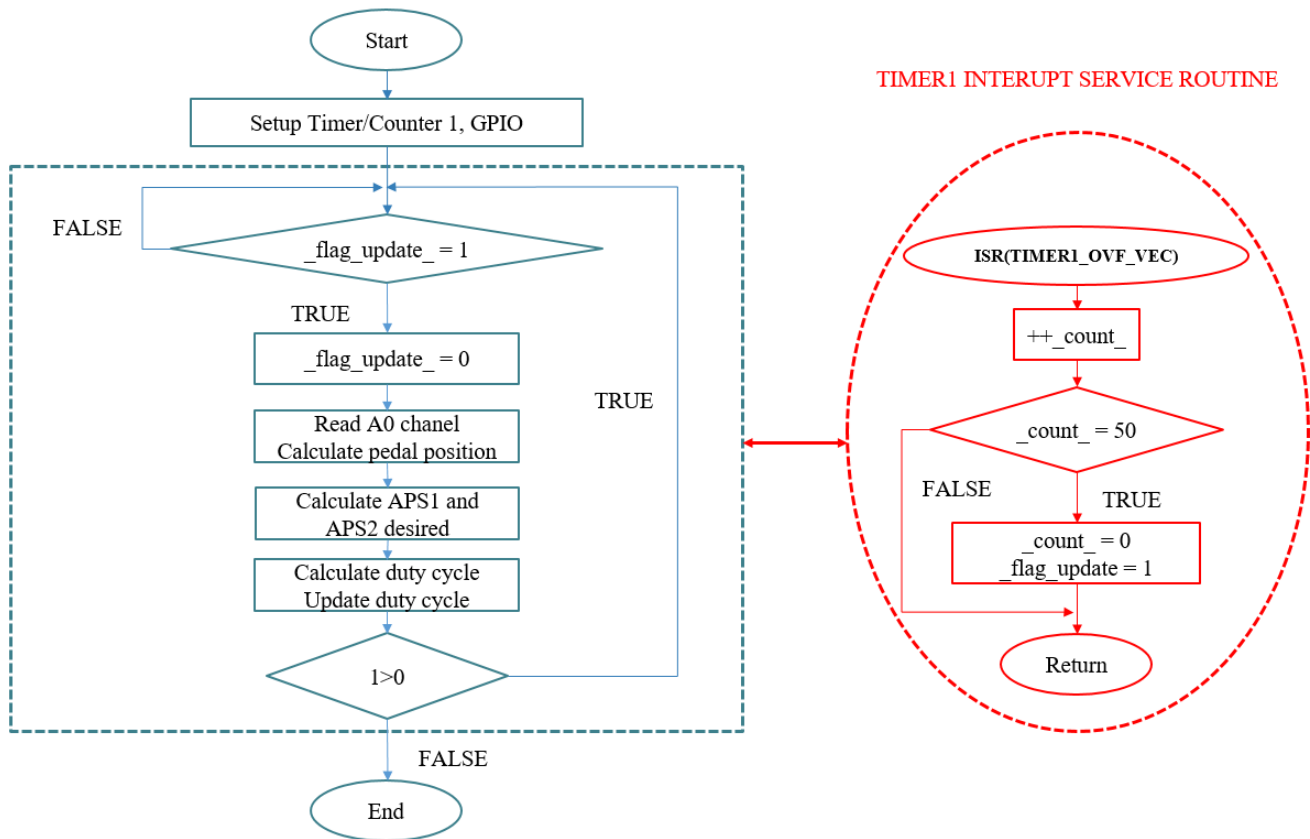 Start
Setup Timer/Counter 1, GPIO
FALSE
_flag_update_ = 1
TRUE
_flag_update_ = 0
Read A0 chanel
Calculate pedal position
TRUE
Calculate APS1 and
APS2 desired
Calculate duty cycle
Update duty cycle
1>0
FALSE
End
TIMER1 INTERUPT SERVICE ROUTINE
ISR(TIMER1_OVF_VEC)
++_count_
_count_ = 50
FALSE
TRUE
_count_ = 0
_flag_update = 1
Return